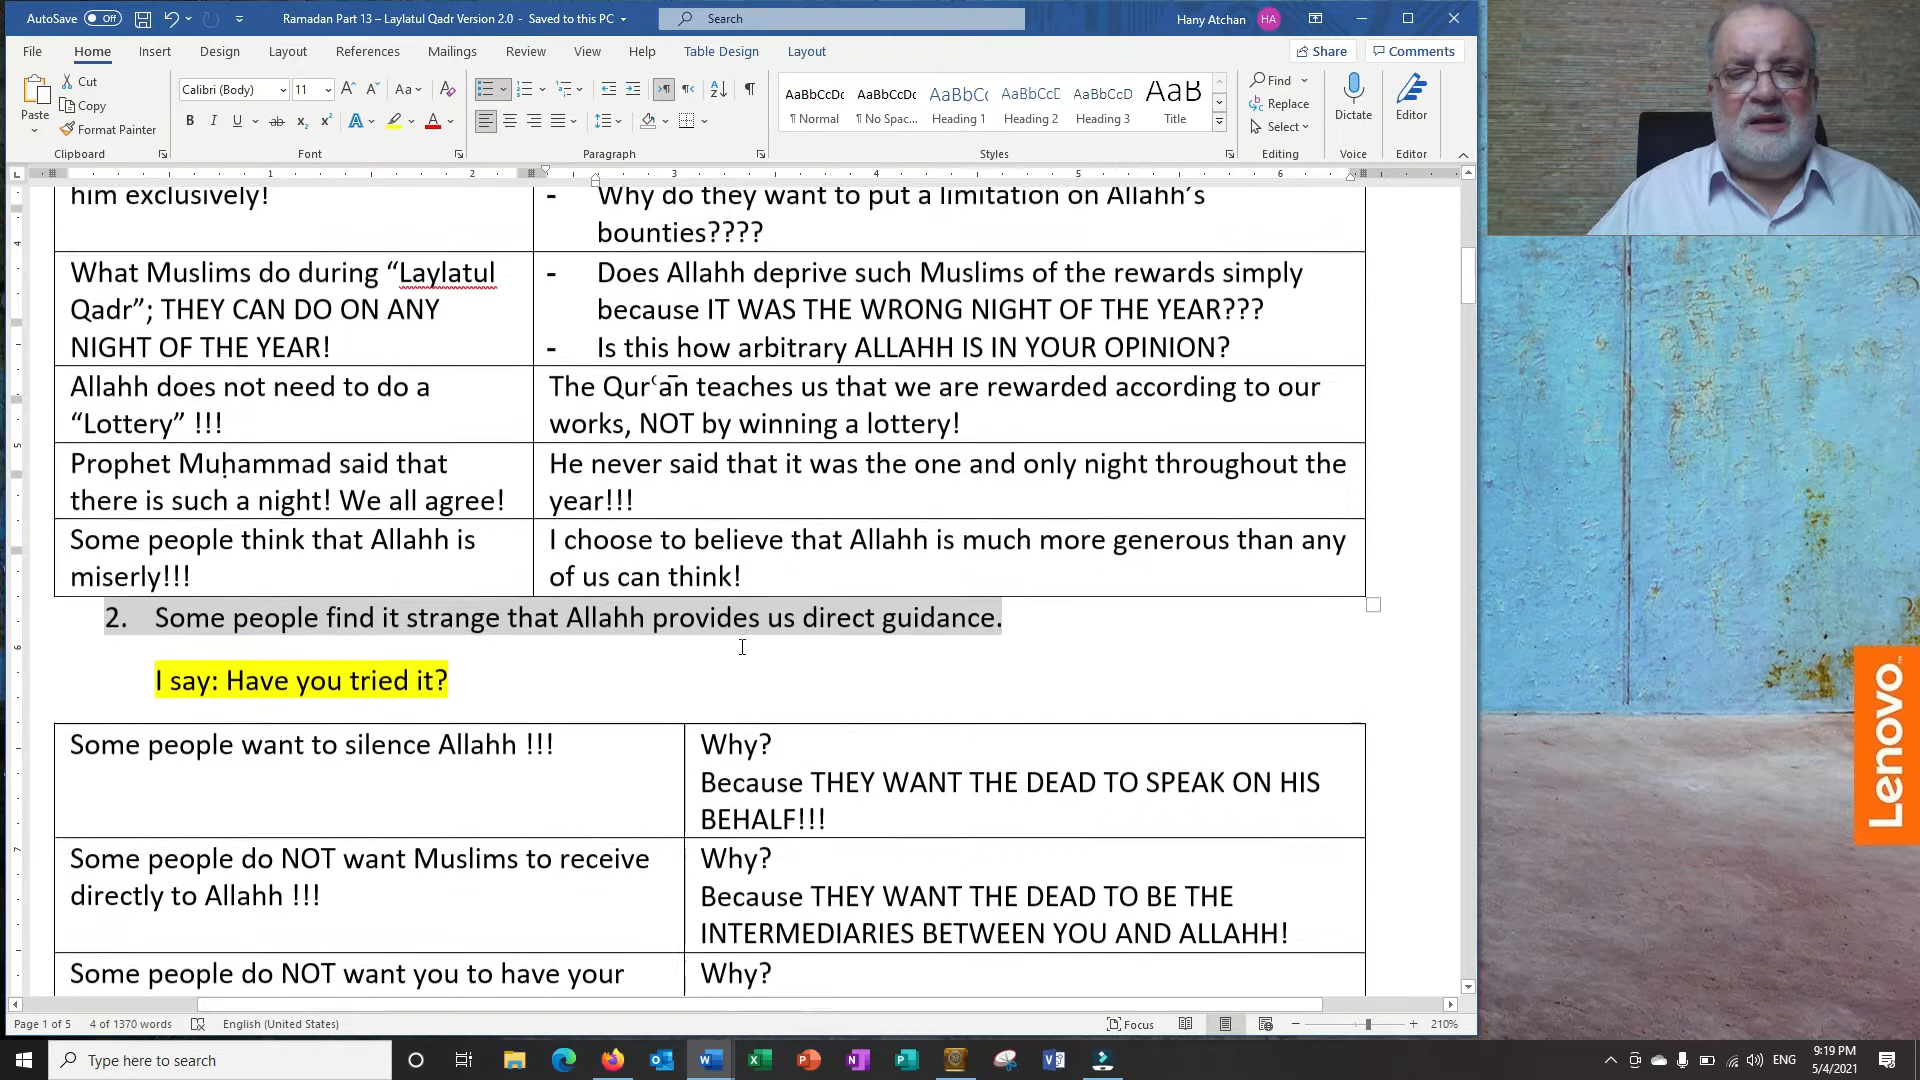 AutoSave Off Ramadan Part 13 – Laylatul Qadr Version 2.0 - Saved to this PC Search Hany Atchan HA
File Home Insert Design Layout References Mailings Review View Help Table Design Layout Share Comments
Paste Cut Copy Format Painter
Calibri (Body) 11
AaBbCcDc AaBbCcDc AaBbC( AaBbCcD AaBbCcD AaB
¶ Normal ¶ No Spac... Heading 1 Heading 2 Heading 3 Title
Find Replace Select Dictate Editor
Clipboard Font Paragraph Styles Editing Voice Editor
him exclusively!
- Why do they want to put a limitation on Allahh’s
bounties????
What Muslims do during “Laylatul
Qadr”; THEY CAN DO ON ANY
NIGHT OF THE YEAR!
- Does Allahh deprive such Muslims of the rewards simply
because IT WAS THE WRONG NIGHT OF THE YEAR???
- Is this how arbitrary ALLAHH IS IN YOUR OPINION?
Allahh does not need to do a
“Lottery” !!!
The Qurʿān teaches us that we are rewarded according to our
works, NOT by winning a lottery!
Prophet Muḥammad said that
there is such a night! We all agree!
He never said that it was the one and only night throughout the
year!!!
Some people think that Allahh is
miserly!!!
I choose to believe that Allahh is much more generous than any
of us can think!
2. Some people find it strange that Allahh provides us direct guidance.
I say: Have you tried it?
Some people want to silence Allahh !!!
Why?
Because THEY WANT THE DEAD TO SPEAK ON HIS
BEHALF!!!
Some people do NOT want Muslims to receive
directly to Allahh !!!
Why?
Because THEY WANT THE DEAD TO BE THE
INTERMEDIARIES BETWEEN YOU AND ALLAHH!
Some people do NOT want you to have your
Why?
Page 1 of 5 4 of 1370 words English (United States) Focus 210%
Type here to search
ENG 9:19 PM
5/4/2021
Lenovo